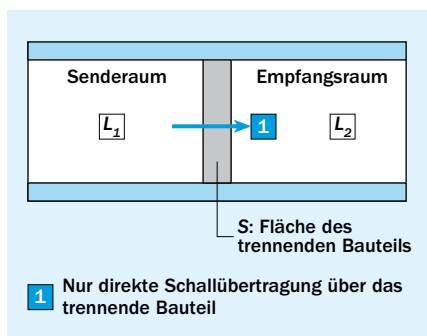 Senderaum
Empfangsraum
L1
1
L2
S: Fläche des
trennenden Bauteils
1
Nur direkte Schallübertragung über das
trennende Bauteil